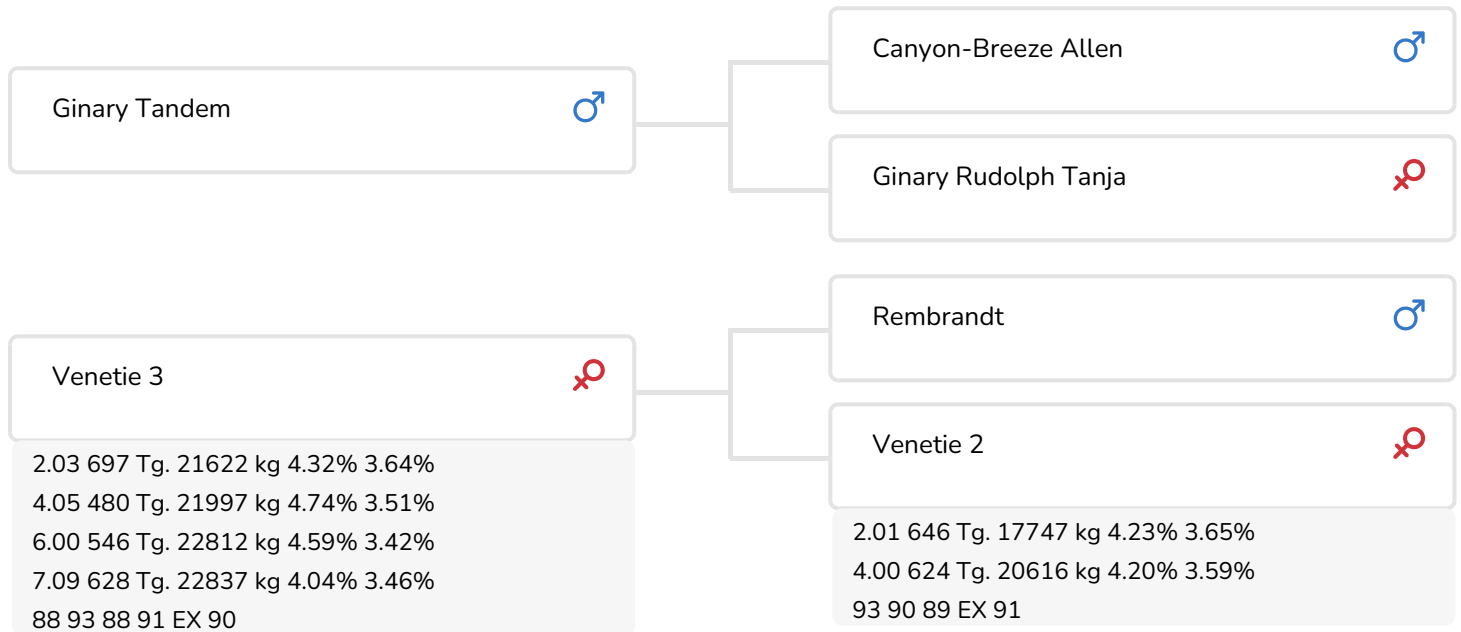 Canyon-Breeze Allen
Ginary Tandem
Ginary Rudolph Tanja
Rembrandt
Venetie 3
Venetie 2
2.03 697 Tg. 21622 kg 4.32% 3.64%
4.05 480 Tg. 21997 kg 4.74% 3.51%
6.00 546 Tg. 22812 kg 4.59% 3.42%
7.09 628 Tg. 22837 kg 4.04% 3.46%
88 93 88 91 EX 90
2.01 646 Tg. 17747 kg 4.23% 3.65%
4.00 624 Tg. 20616 kg 4.20% 3.59%
93 90 89 EX 91